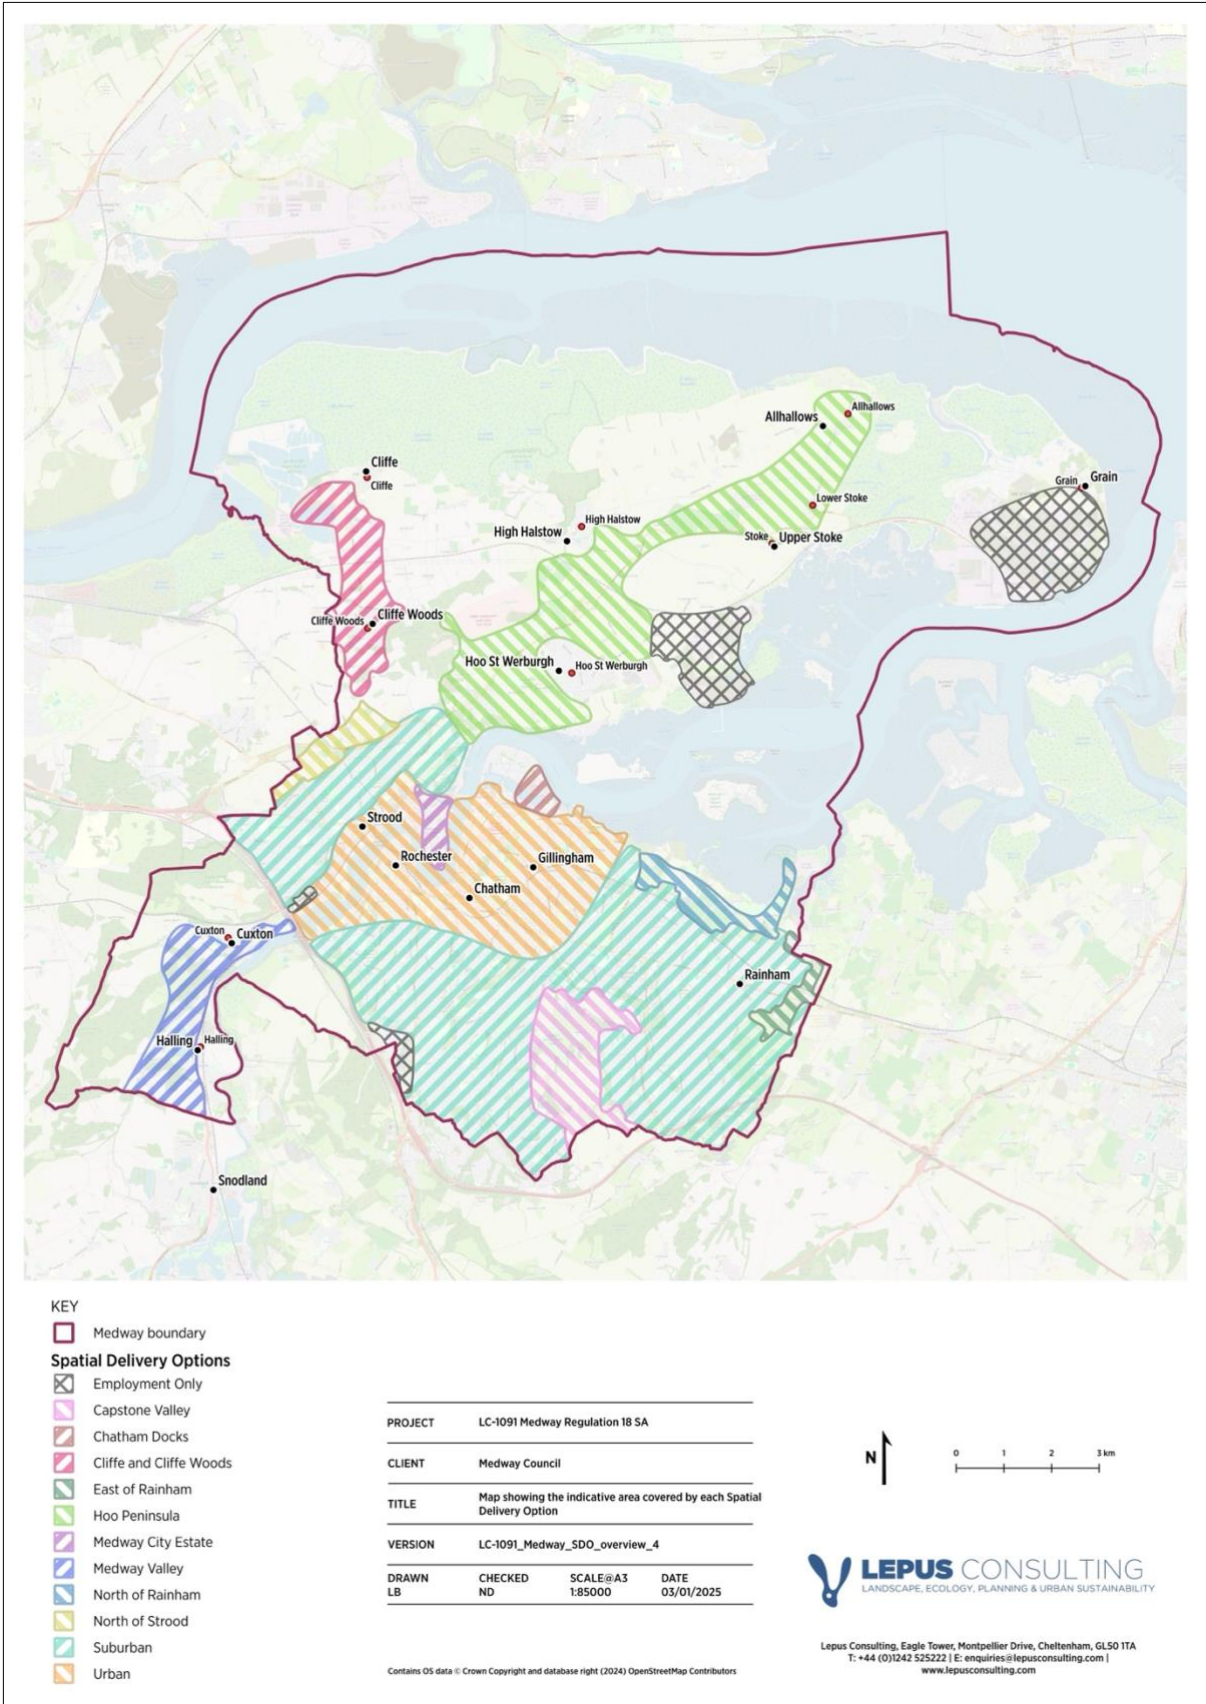 Allhallows
Allhallows
Cliffe
Cliffe
Grain
Grain
Lower Stoke
High Halstow
High Halstow
Stoke
Upper Stoke
Cliffe Woods
Cliffe Woods
Hoo St Werburgh
Hoo St Werburgh
Strood
Rochester
Gillingham
Chatham
Cuxton
Cuxton
Rainham
Halling
Halling
Snodland
KEY
Medway boundary
Spatial Delivery Options
Employment Only
Capstone Valley
Chatham Docks
Cliffe and Cliffe Woods
East of Rainham
Hoo Peninsula
Medway City Estate
Medway Valley
North of Rainham
North of Strood
Suburban
Urban
PROJECT LC-1091 Medway Regulation 18 SA
CLIENT Medway Council
TITLE Map showing the indicative area covered by each Spatial
Delivery Option
VERSION LC-1091_Medway_SDO_overview_4
DRAWN CHECKED SCALE@A3 DATE
LB ND 1:85000 03/01/2025
Contains OS data © Crown Copyright and database right (2024) OpenStreetMap Contributors
N
0 1 2 3 km
LEPUS CONSULTING
LANDSCAPE, ECOLOGY, PLANNING & URBAN SUSTAINABILITY
Lepus Consulting, Eagle Tower, Montpellier Drive, Cheltenham, GL50 1TA
T: +44 (0)1242 525222 | E: enquiries@lepusconsulting.com |
www.lepusconsulting.com